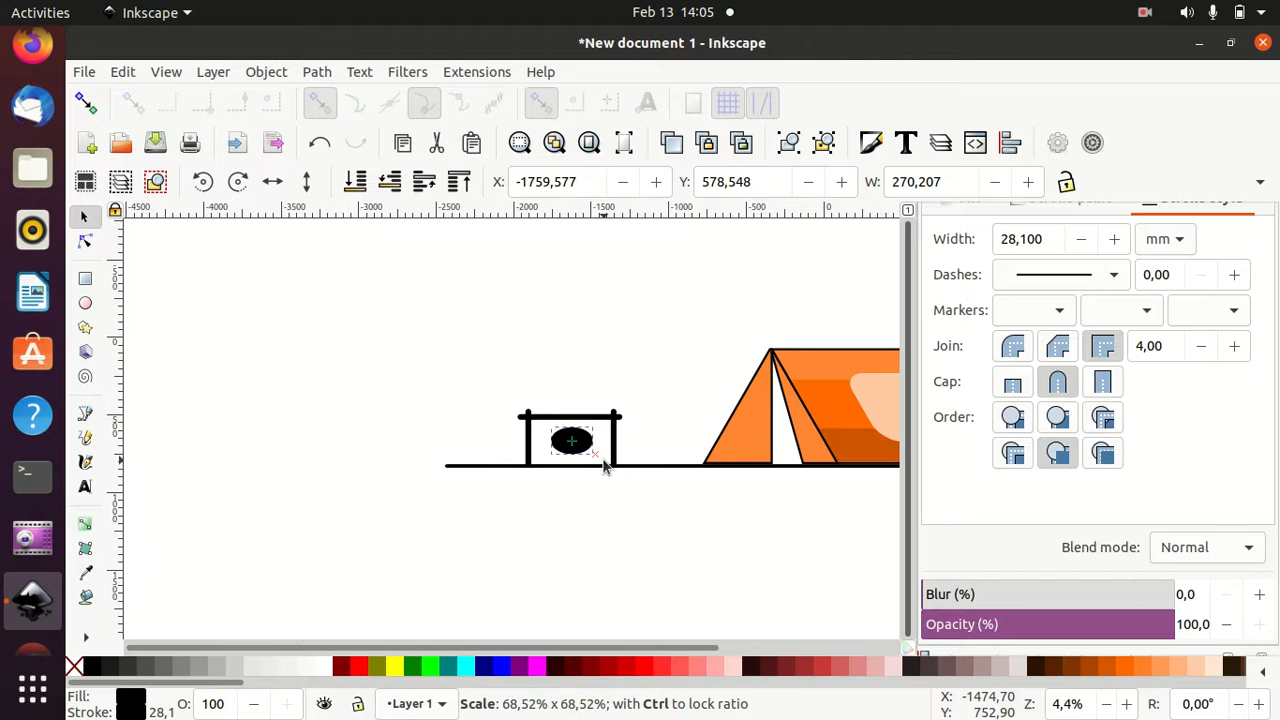 Activities
Inkscape
Feb 13 14:05
*New document 1 - Inkscape
File Edit View Layer Object Path Text Filters Extensions Help
X: -1759,577 Y: 578,548 W: 270,207
-4500 -4000 -3500 -3000 -2500 -2000 -1500 -1000 -500 0
Width: 28,100 mm
Dashes: 0,00
Markers:
Join: 4,00
Cap:
Order:
Blend mode: Normal
Blur (%) 0,0
Opacity (%) 100,0
Fill:
Stroke: 28,1
O: 100
•Layer 1
Scale: 68,52% x 68,52%; with Ctrl to lock ratio
X: -1474,70
Y: 752,90
Z: 4,4%
R: 0,00°